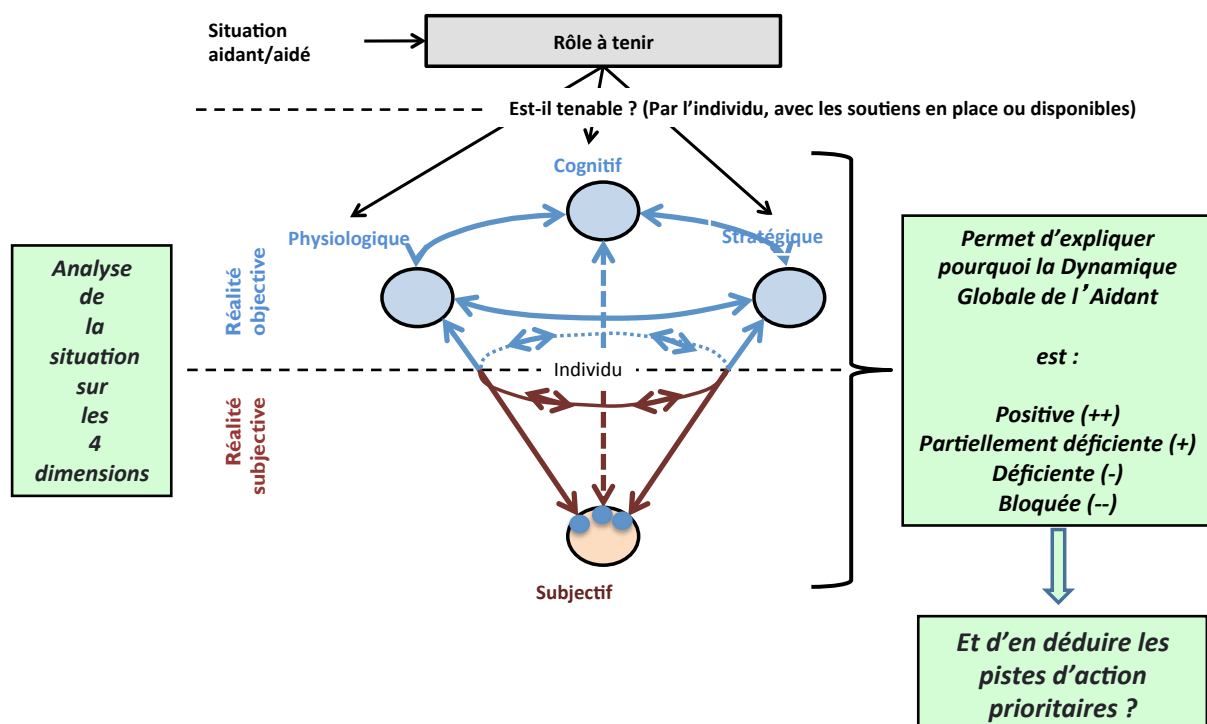 Situation
aidant/aidé
Rôle à tenir
Est-il tenable ? (Par l’individu, avec les soutiens en place ou disponibles)
Cognitif
Physiologique
Stratégique
Analyse
de
la
situation
sur
les
4
dimensions
Réalité
objective
Individu
Réalité
subjective
Subjectif
Permet d’expliquer
pourquoi la Dynamique
Globale de l’Aidant
est :
Positive (++)
Partiellement déficiente (+)
Déficiente (-)
Bloquée (--)
Et d’en déduire les
pistes d’action
prioritaires ?